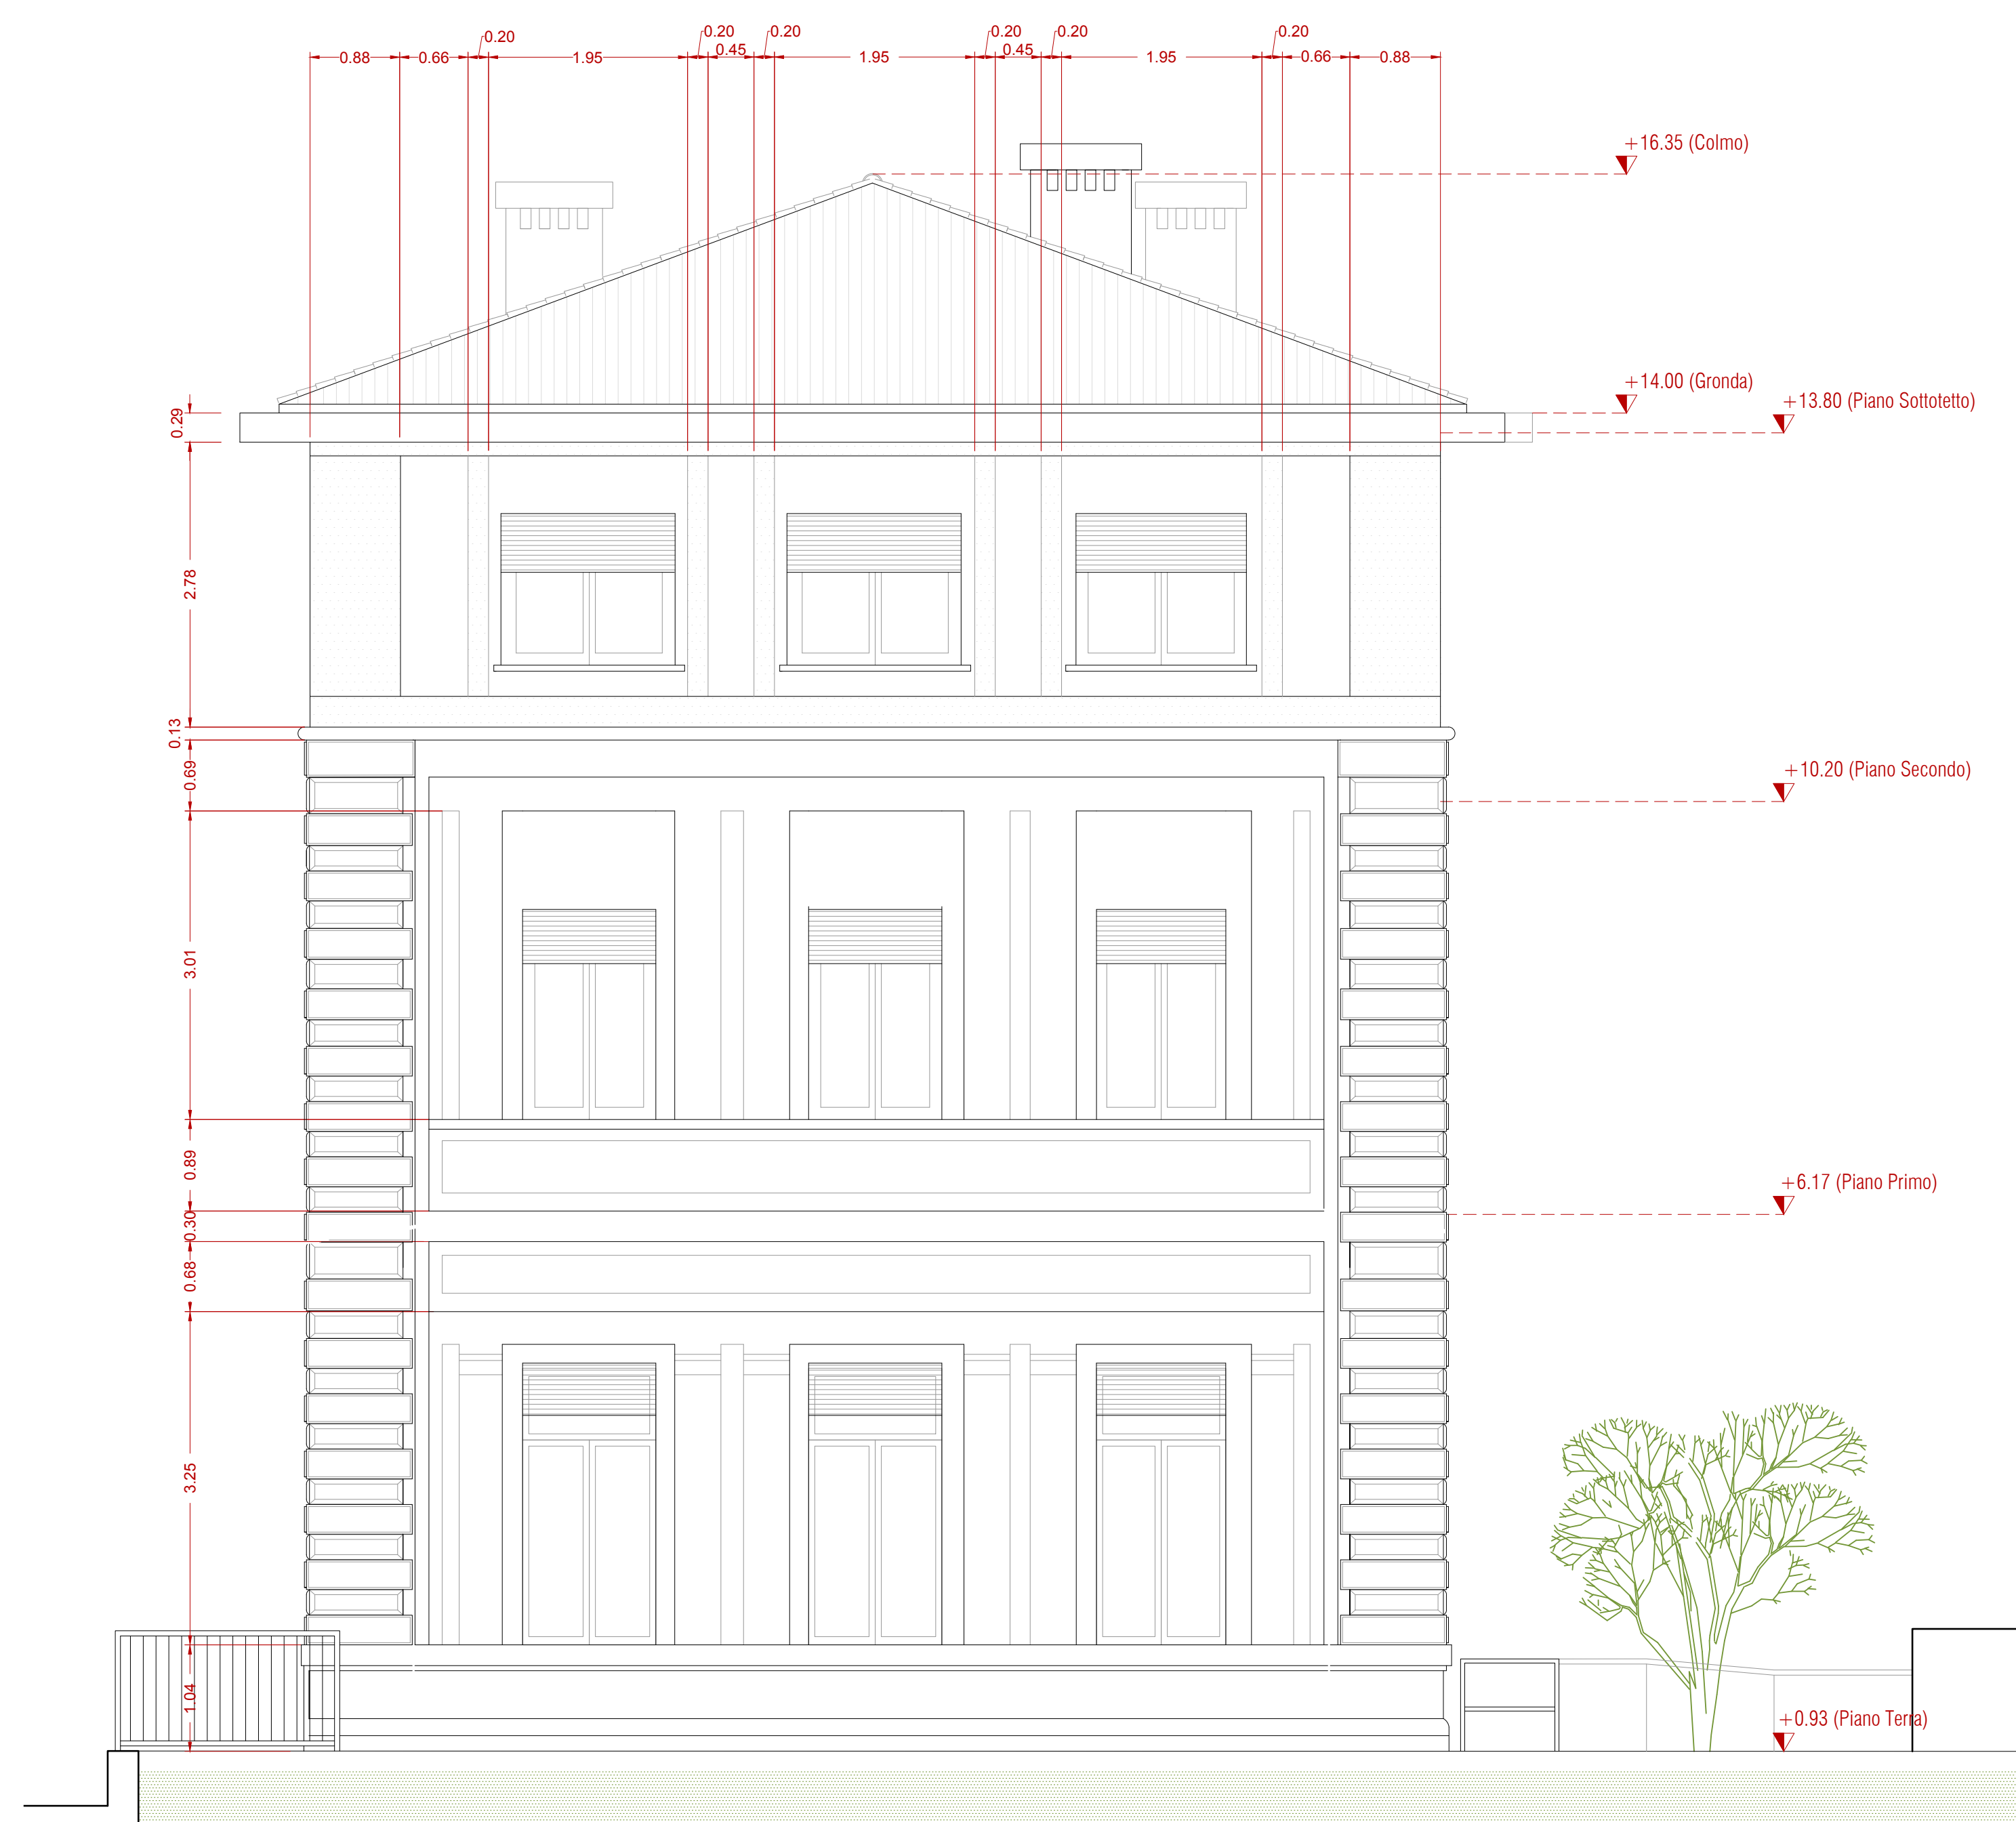 0.20 0.20 0.20 0.20 0.20 0.20
0.88 0.66 1.95 0.45 1.95 0.45 1.95 0.66 0.88
+16.35 (Colmo)
+14.00 (Gronda)
+13.80 (Piano Sottotetto)
0.29
2.78
0.13
0.69
+10.20 (Piano Secondo)
3.01
0.89
+6.17 (Piano Primo)
0.30
0.68
3.25
1.04
+0.93 (Piano Terra)